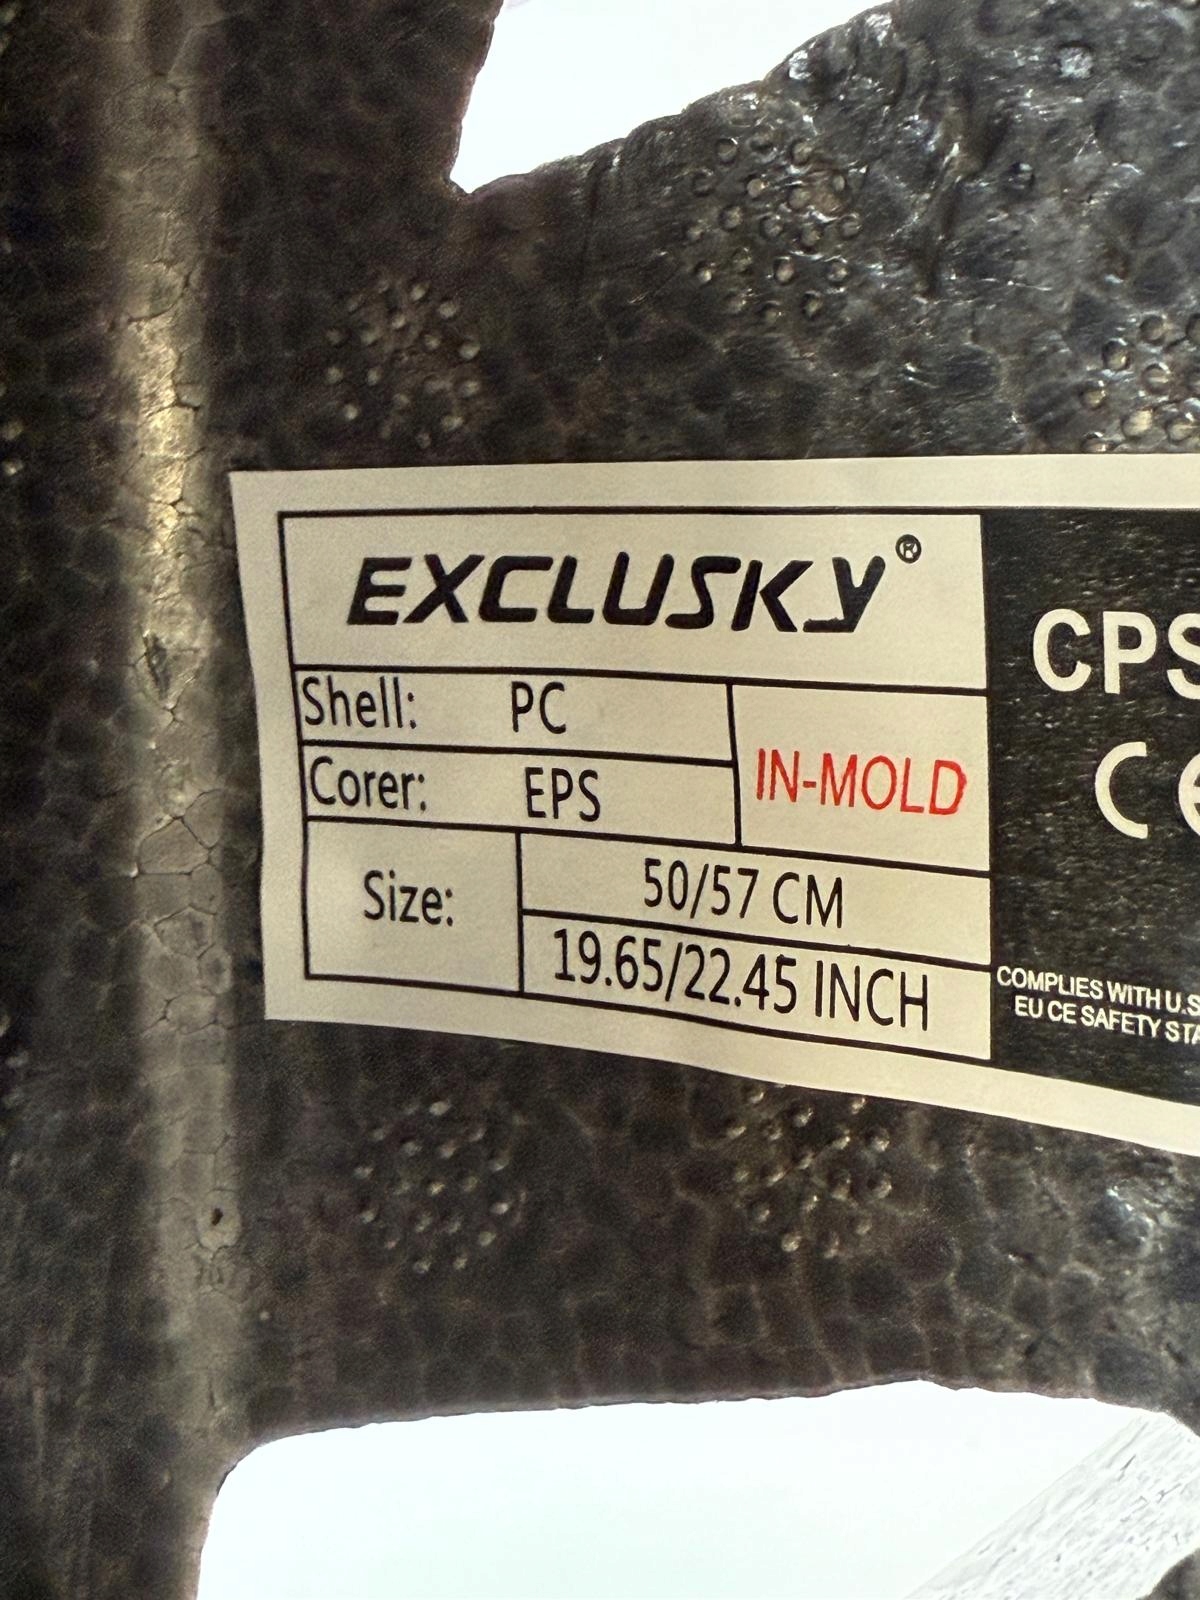 EXCLUSKY®
Shell: PC
Corer: EPS
IN-MOLD
Size: 50/57 CM
19.65/22.45 INCH
CPS
CE
COMPLIES WITH U.S
EU CE SAFETY STA